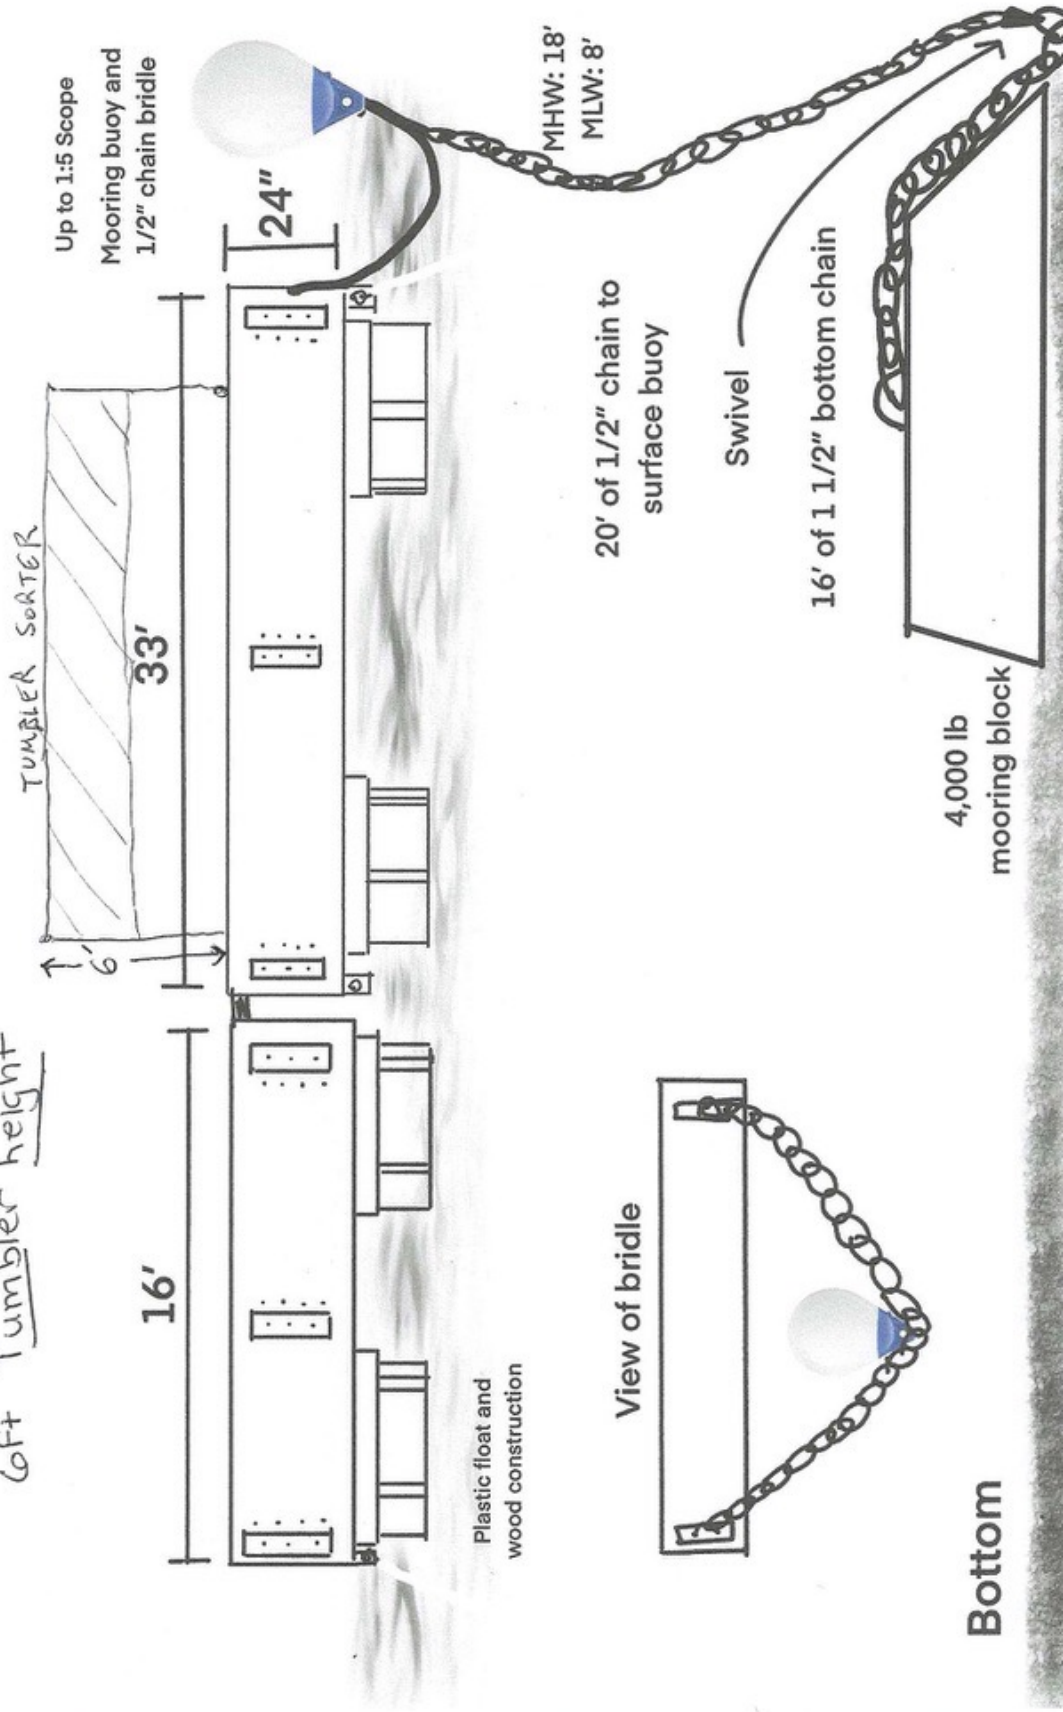 6Ft Tumbler height
TUMBLER SORTER
6'
16'
33'
24"
Up to 1:5 Scope
Mooring buoy and
1/2" chain bridle
Plastic float and
wood construction
MHW: 18'
MLW: 8'
20' of 1/2" chain to
surface buoy
Swivel
16' of 1 1/2" bottom chain
View of bridle
4,000 lb
mooring block
Bottom